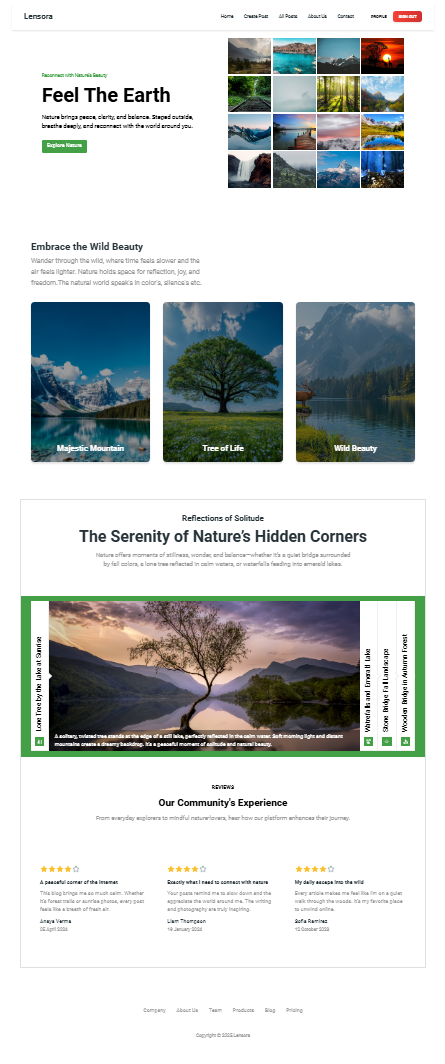 Lensora
Home Create Post All Posts About Us Contact PROFILE SIGN OUT
Reconnect with Nature's Beauty
Feel The Earth
Nature brings peace, clarity, and balance. Step outside,
breathe deeply, and reconnect with the world around you.
Explore Nature
Embrace the Wild Beauty
Wander through the wild, where time feels slower and the
air feels lighter. Nature holds space for reflection, joy, and
freedom. The natural world speak's in color's, silence's etc.
Majestic Mountain
Tree of Life
Wild Beauty
Reflections of Solitude
The Serenity of Nature's Hidden Corners
Nature offers moments of stillness, wonder, and balance—whether it's a quiet bridge surrounded
by fall colors, a lone tree reflected in calm waters, or waterfalls feeding into emerald lakes.
Lone Tree by the Lake at Sunrise
A solitary, twisted tree stands at the edge of a still lake, perfectly reflected in the calm water. Soft morning light and distant
mountains create a dreamy backdrop. It's a peaceful moment of solitude and natural beauty.
Waterfalls and Emerald Lake
Stone Bridge Fall Landscape
Wooden Bridge in Autumn Forest
REVIEWS
Our Community's Experience
From everyday explorers to mindful nature lovers, hear how our platform enhances their journey.
A peaceful corner of the internet
This blog brings me so much calm. Whether
it's forest trails or sunrise photos, every post
feels like a breath of fresh air.
Anaya Verma
05 April 2024
Exactly what I need to connect with nature
Your posts remind me to slow down and
appreciate the world around me. The writing
and photography are truly inspiring.
Liam Thompson
19 January 2024
My daily escape into the wild
Every article makes me feel like I'm on a quiet
walk through the woods. It's my favorite place
to unwind online.
Sofia Ramirez
12 October 2023
Company About Us Team Products Blog Pricing
Copyright © 2025 Lensora